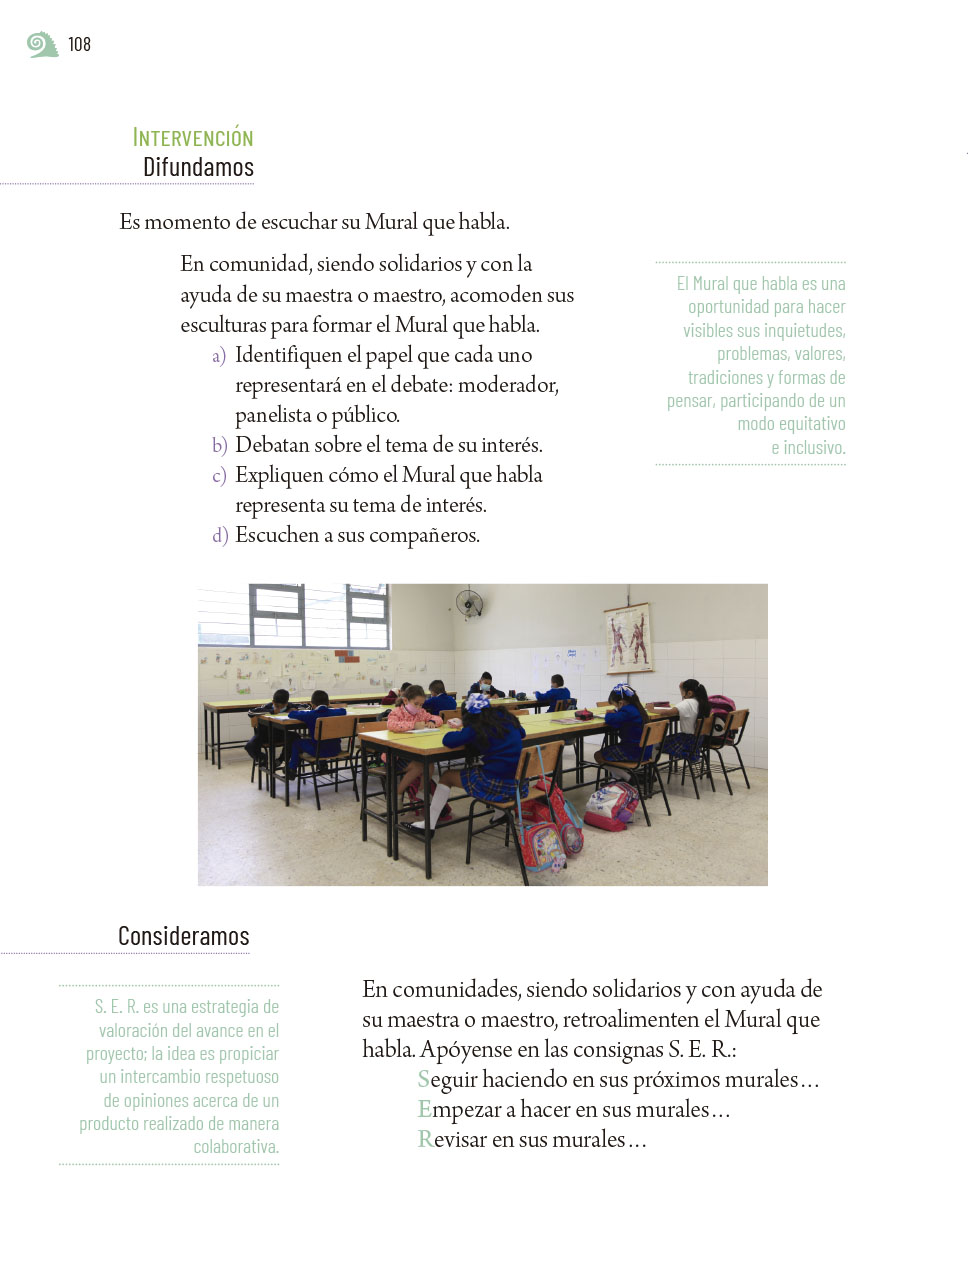 108
INTERVENCIÓN
Difundamos
Es momento de escuchar su Mural que habla.
En comunidad, siendo solidarios y con la
ayuda de su maestra o maestro, acomoden sus
esculturas para formar el Mural que habla.
a) Identifiquen el papel que cada uno
representará en el debate: moderador,
panelista o público.
b) Debatan sobre el tema de su interés.
c) Expliquen cómo el Mural que habla
representa su tema de interés.
d) Escuchen a sus compañeros.
El Mural que habla es una
oportunidad para hacer
visibles sus inquietudes,
problemas, valores,
tradiciones y formas de
pensar, participando de un
modo equitativo
e inclusivo.
Consideramos
S. E. R. es una estrategia de
valoración del avance en el
proyecto; la idea es propiciar
un intercambio respetuoso
de opiniones acerca de un
producto realizado de manera
colaborativa.
En comunidades, siendo solidarios y con ayuda de
su maestra o maestro, retroalimenten el Mural que
habla. Apóyense en las consignas S. E. R.:
Seguir haciendo en sus próximos murales…
Empezar a hacer en sus murales…
Revisar en sus murales…